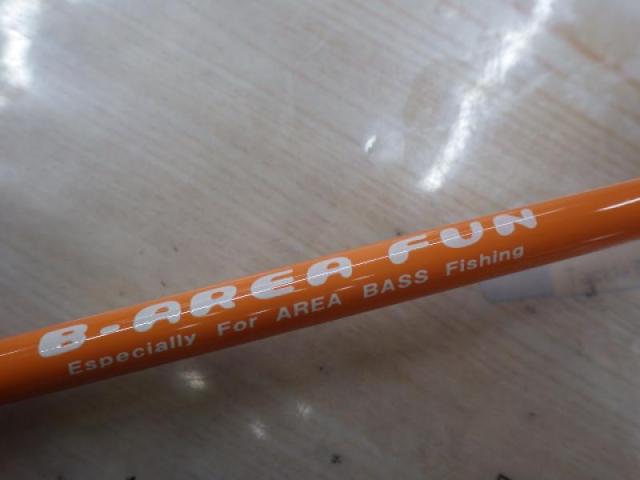 B-AREA FUN
Especially For AREA BASS Fishing